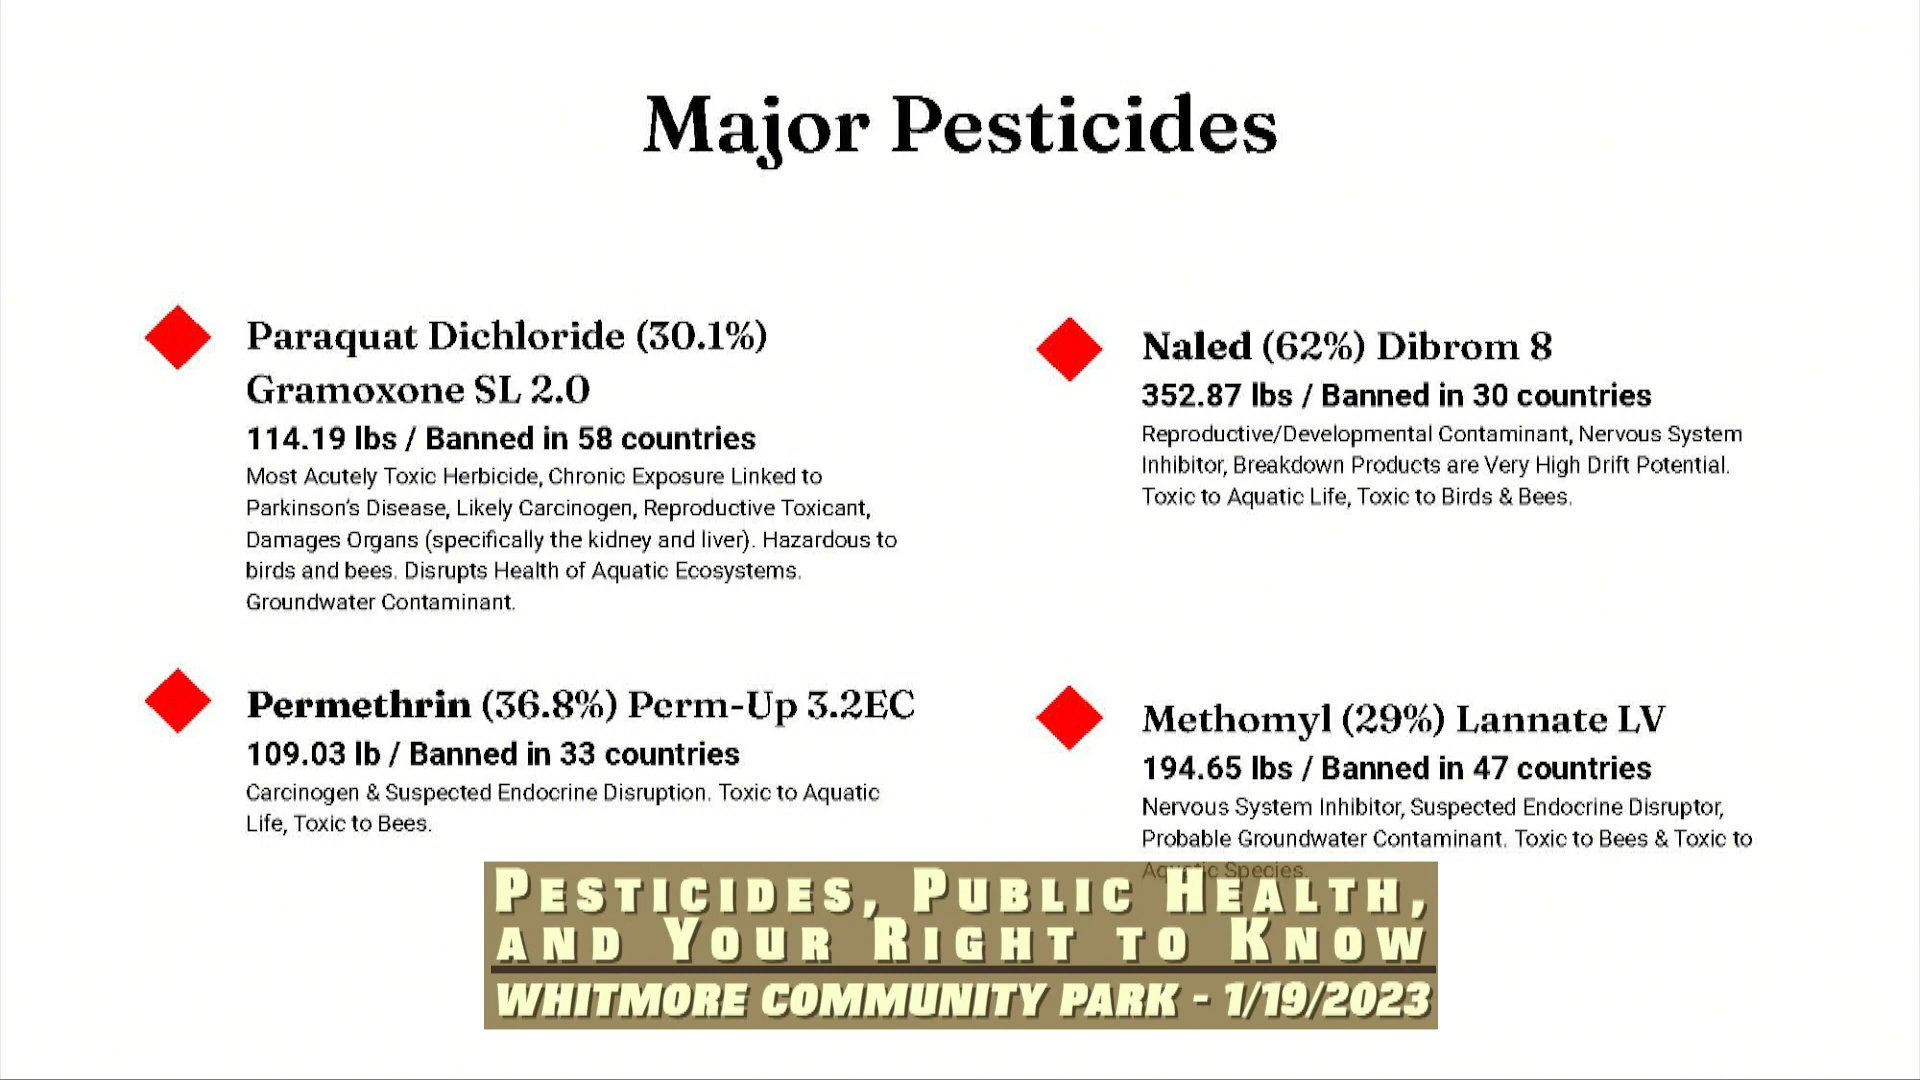 Major Pesticides
Paraquat Dichloride (30.1%)
Gramoxone SL 2.0
114.19 lbs / Banned in 58 countries
Most Acutely Toxic Herbicide, Chronic Exposure Linked to
Parkinson's Disease, Likely Carcinogen, Reproductive Toxicant,
Damages Organs (specifically the kidney and liver). Hazardous to
birds and bees. Disrupts Health of Aquatic Ecosystems.
Groundwater Contaminant.
Permethrin (36.8%) Perm-Up 3.2EC
109.03 lb / Banned in 33 countries
Carcinogen & Suspected Endocrine Disruption. Toxic to Aquatic
Life, Toxic to Bees.
Naled (62%) Dibrom 8
352.87 lbs / Banned in 30 countries
Reproductive/Developmental Contaminant, Nervous System
Inhibitor, Breakdown Products are Very High Drift Potential.
Toxic to Aquatic Life, Toxic to Birds & Bees.
Methomyl (29%) Lannate LV
194.65 lbs / Banned in 47 countries
Nervous System Inhibitor, Suspected Endocrine Disruptor,
Probable Groundwater Contaminant. Toxic to Bees & Toxic to
Aquatic Species.
PESTICIDES, PUBLIC HEALTH,
AND YOUR RIGHT TO KNOW
WHITMORE COMMUNITY PARK - 1/19/2023